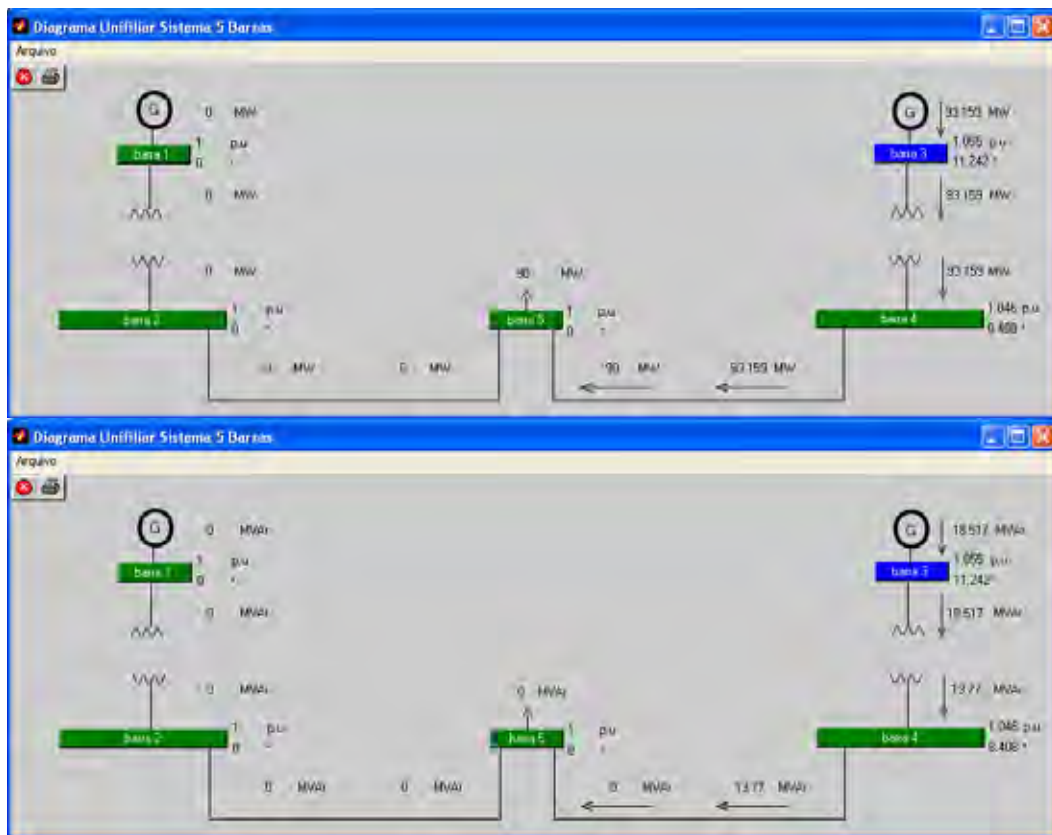 Diagrama Unifiliar Sistema 5 Barras
Arquivo
G 0 MW G 93.159 MW
barra 1 1 p.u barra 3 1.055 p.u
0 ° 11.242 °
0 MW 93.159 MW
0 MW 90 MW 93.159 MW
barra 2 1 p.u barra 5 1 p.u barra 4 1.046 p.u
0 ° 0 °
MW 0 MW 90 MW 93.159 MW
Diagrama Unifiliar Sistema 5 Barras
Arquivo
G 0 MVAr G 18.517 MVAr
barra 1 1 p.u barra 3 1.055 p.u
0 ° 11.242 °
0 MVAr 18.517 MVAr
0 MVAr 0 MVAr 13.77 MVAr
barra 2 1 p.u barra 5 1 p.u barra 4 1.046 p.u
0 ° 0 ° 8.408 °
0 MVAr 0 MVAr 0 MVAr 13.77 MVAr